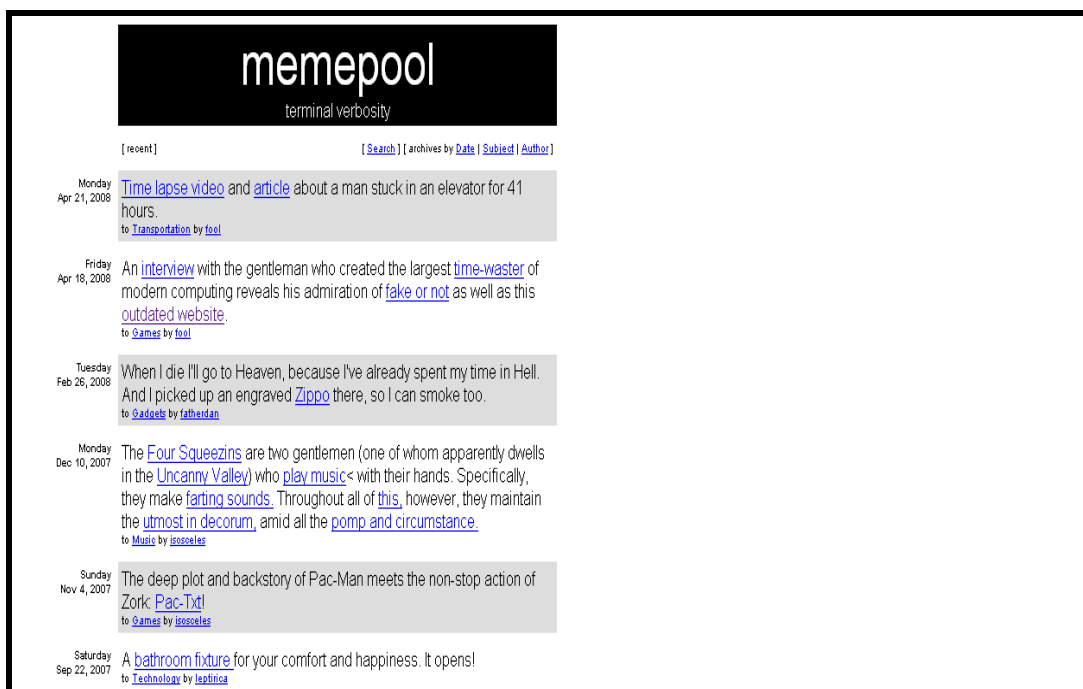 memepool
terminal verbosity
[ recent ] [ Search ] [ archives by Date | Subject | Author ]
Monday
Apr 21, 2008
Time lapse video and article about a man stuck in an elevator for 41
hours.
to Transportation by fool
Friday
Apr 18, 2008
An interview with the gentleman who created the largest time-waster of
modern computing reveals his admiration of fake or not as well as this
outdated website.
to Games by fool
Tuesday
Feb 26, 2008
When I die I'll go to Heaven, because I've already spent my time in Hell.
And I picked up an engraved Zippo there, so I can smoke too.
to Gadgets by fatherdan
Monday
Dec 10, 2007
The Four Squeezins are two gentlemen (one of whom apparently dwells
in the Uncanny Valley) who play music< with their hands. Specifically,
they make farting sounds. Throughout all of this, however, they maintain
the utmost in decorum, amid all the pomp and circumstance.
to Music by isosceles
Sunday
Nov 4, 2007
The deep plot and backstory of Pac-Man meets the non-stop action of
Zork: Pac-Txt!
to Games by isosceles
Saturday
Sep 22, 2007
A bathroom fixture for your comfort and happiness. It opens!
to Technology by leptirica